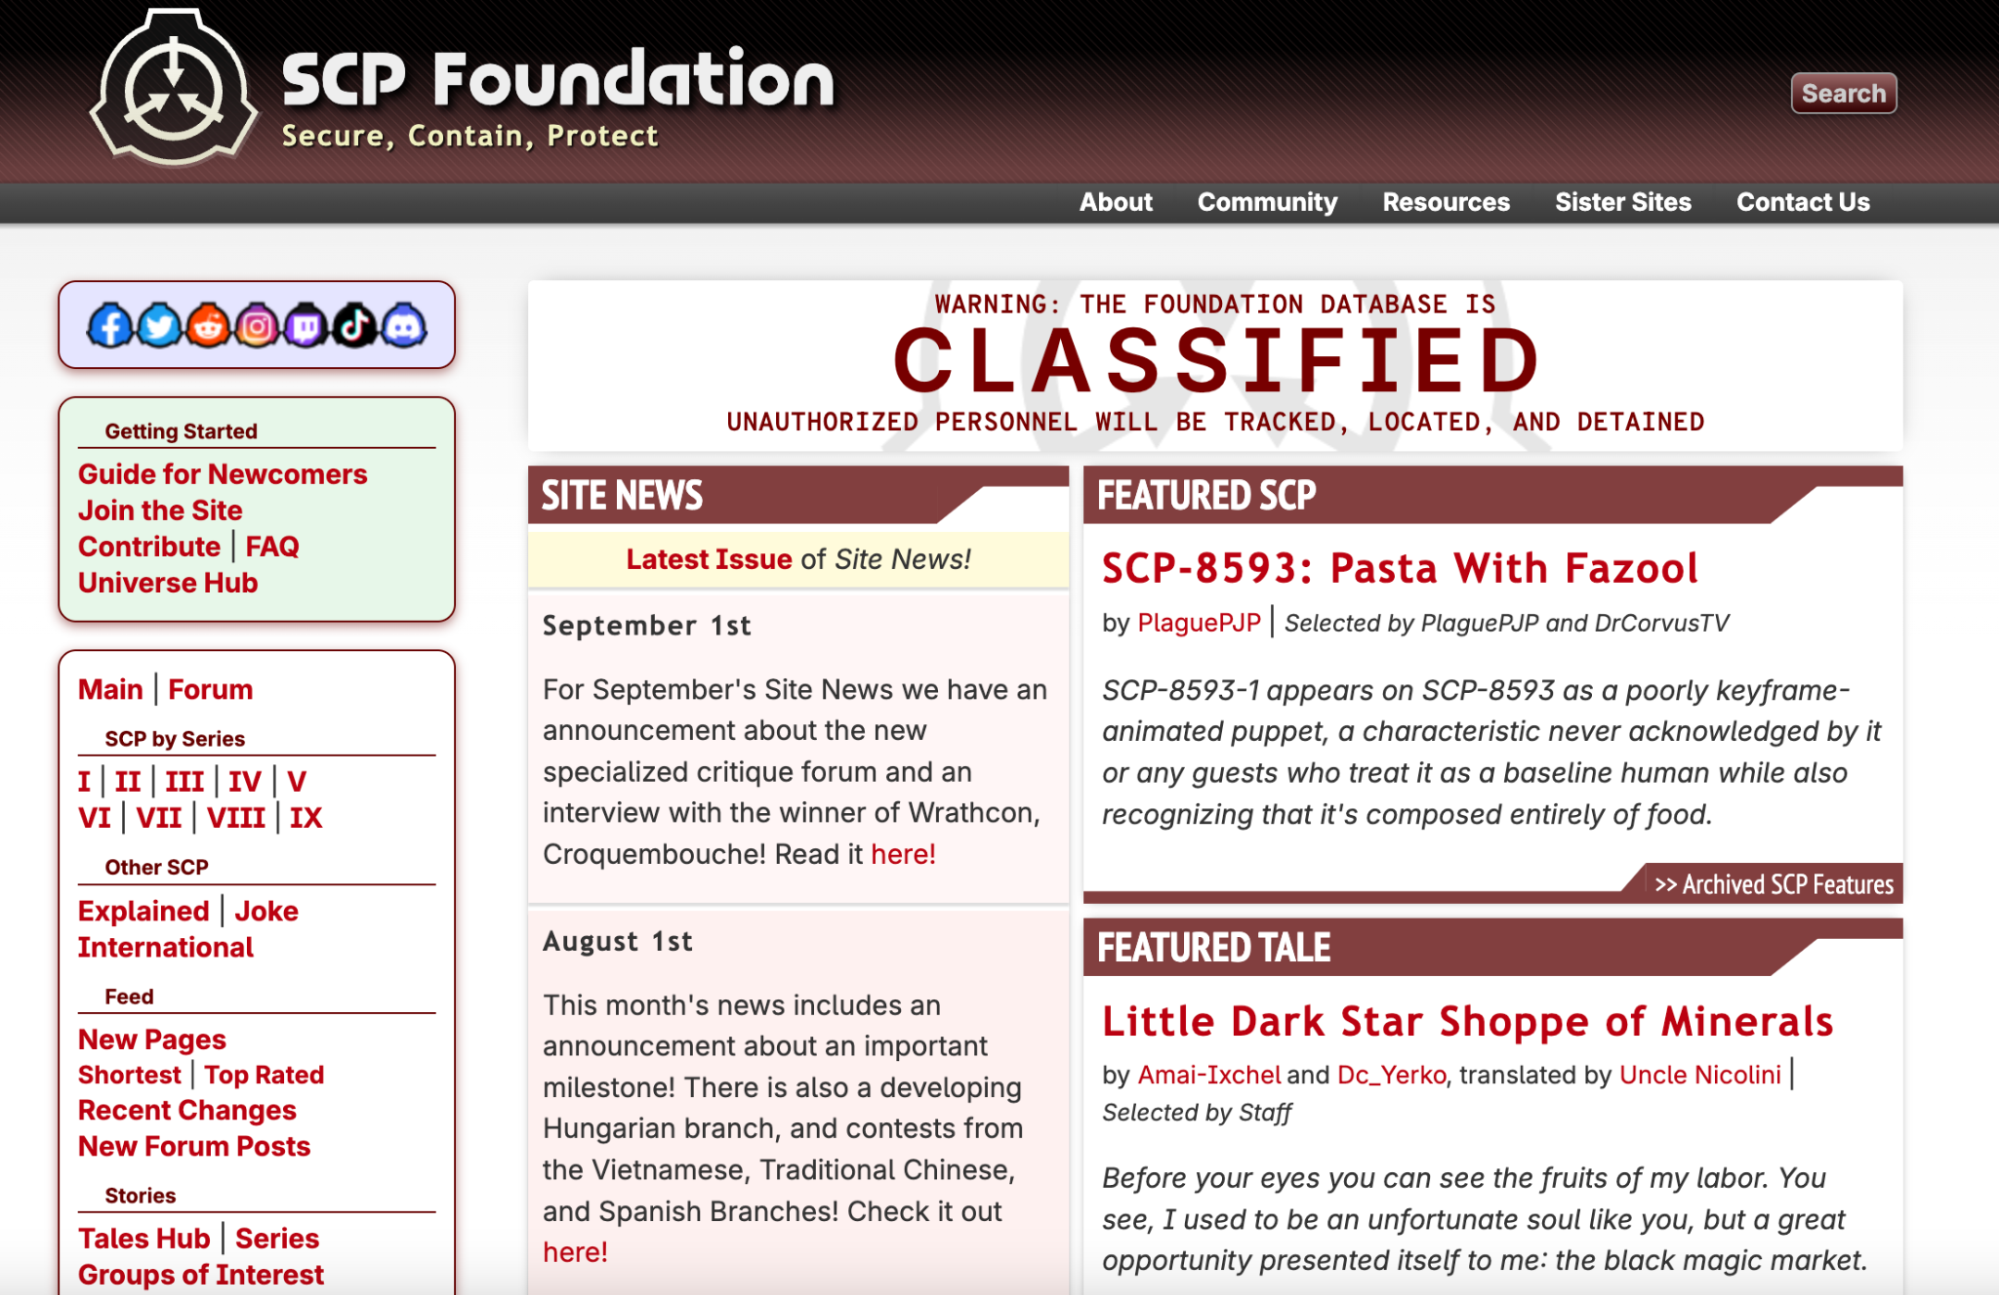 SCP Foundation
Secure, Contain, Protect
Search
About Community Resources Sister Sites Contact Us
Getting Started
Guide for Newcomers
Join the Site
Contribute | FAQ
Universe Hub
Main | Forum
SCP by Series
I | II | III | IV | V
VI | VII | VIII | IX
Other SCP
Explained | Joke
International
Feed
New Pages
Shortest | Top Rated
Recent Changes
New Forum Posts
Stories
Tales Hub | Series
Groups of Interest
WARNING: THE FOUNDATION DATABASE IS
CLASSIFIED
UNAUTHORIZED PERSONNEL WILL BE TRACKED, LOCATED, AND DETAINED
SITE NEWS
Latest Issue of Site News!
September 1st
For September's Site News we have an
announcement about the new
specialized critique forum and an
interview with the winner of Wrathcon,
Croquembouche! Read it here!
August 1st
This month's news includes an
announcement about an important
milestone! There is also a developing
Hungarian branch, and contests from
the Vietnamese, Traditional Chinese,
and Spanish Branches! Check it out
here!
FEATURED SCP
SCP-8593: Pasta With Fazool
by PlaguePJP | Selected by PlaguePJP and DrCorvusTV
SCP-8593-1 appears on SCP-8593 as a poorly keyframe-
animated puppet, a characteristic never acknowledged by it
or any guests who treat it as a baseline human while also
recognizing that it's composed entirely of food.
>> Archived SCP Features
FEATURED TALE
Little Dark Star Shoppe of Minerals
by Amai-Ixchel and Dc_Yerko, translated by Uncle Nicolini |
Selected by Staff
Before your eyes you can see the fruits of my labor. You
see, I used to be an unfortunate soul like you, but a great
opportunity presented itself to me: the black magic market.